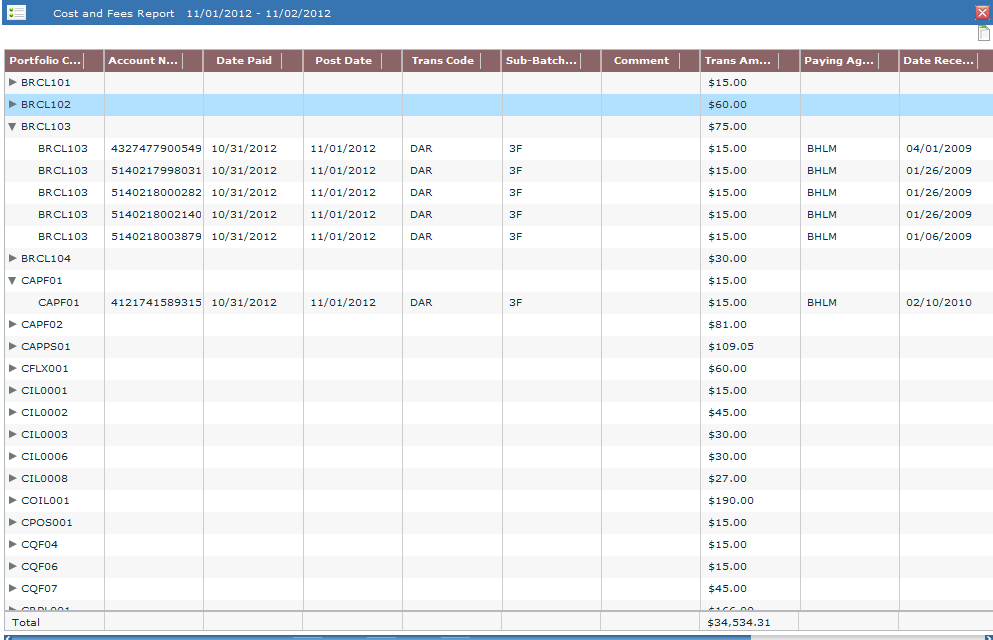 Cost and Fees Report 11/01/2012 - 11/02/2012
Portfolio C... Account N... Date Paid Post Date Trans Code Sub-Batch... Comment Trans Am... Paying Ag... Date Rece...
BRCL101 $15.00
BRCL102 $60.00
BRCL103 $75.00
BRCL103 4327477900549 10/31/2012 11/01/2012 DAR 3F $15.00 BHLM 04/01/2009
BRCL103 5140217998031 10/31/2012 11/01/2012 DAR 3F $15.00 BHLM 01/26/2009
BRCL103 5140218000282 10/31/2012 11/01/2012 DAR 3F $15.00 BHLM 01/26/2009
BRCL103 5140218002140 10/31/2012 11/01/2012 DAR 3F $15.00 BHLM 01/26/2009
BRCL103 5140218003879 10/31/2012 11/01/2012 DAR 3F $15.00 BHLM 01/06/2009
BRCL104 $30.00
CAPF01 $15.00
CAPF01 4121741589315 10/31/2012 11/01/2012 DAR 3F $15.00 BHLM 02/10/2010
CAPF02 $81.00
CAPPS01 $109.05
CFLX001 $60.00
CIL0001 $15.00
CIL0002 $45.00
CIL0003 $30.00
CIL0006 $30.00
CIL0008 $27.00
COIL001 $190.00
CPOS001 $15.00
CQF04 $15.00
CQF06 $15.00
CQF07 $45.00
Total $34,534.31